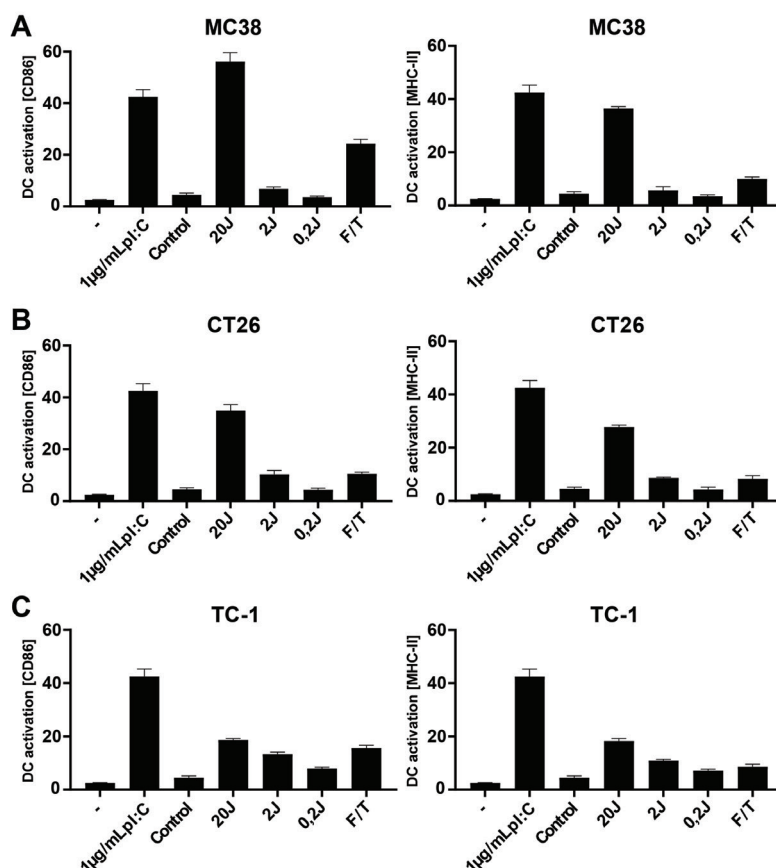 A
MC38
DC activation [CD86]
60
40
20
0
-
1µg/mLpI:C
Control
20J
2J
0,2J
F/T
MC38
DC activation [MHC-II]
60
40
20
0
-
1µg/mLpI:C
Control
20J
2J
0,2J
F/T
B
CT26
DC activation [CD86]
60
40
20
0
-
1µg/mLpI:C
Control
20J
2J
0,2J
F/T
CT26
DC activation [MHC-II]
60
40
20
0
-
1µg/mLpI:C
Control
20J
2J
0,2J
F/T
C
TC-1
DC activation [CD86]
60
40
20
0
-
1µg/mLpI:C
Control
20J
2J
0,2J
F/T
TC-1
DC activation [MHC-II]
60
40
20
0
-
1µg/mLpI:C
Control
20J
2J
0,2J
F/T